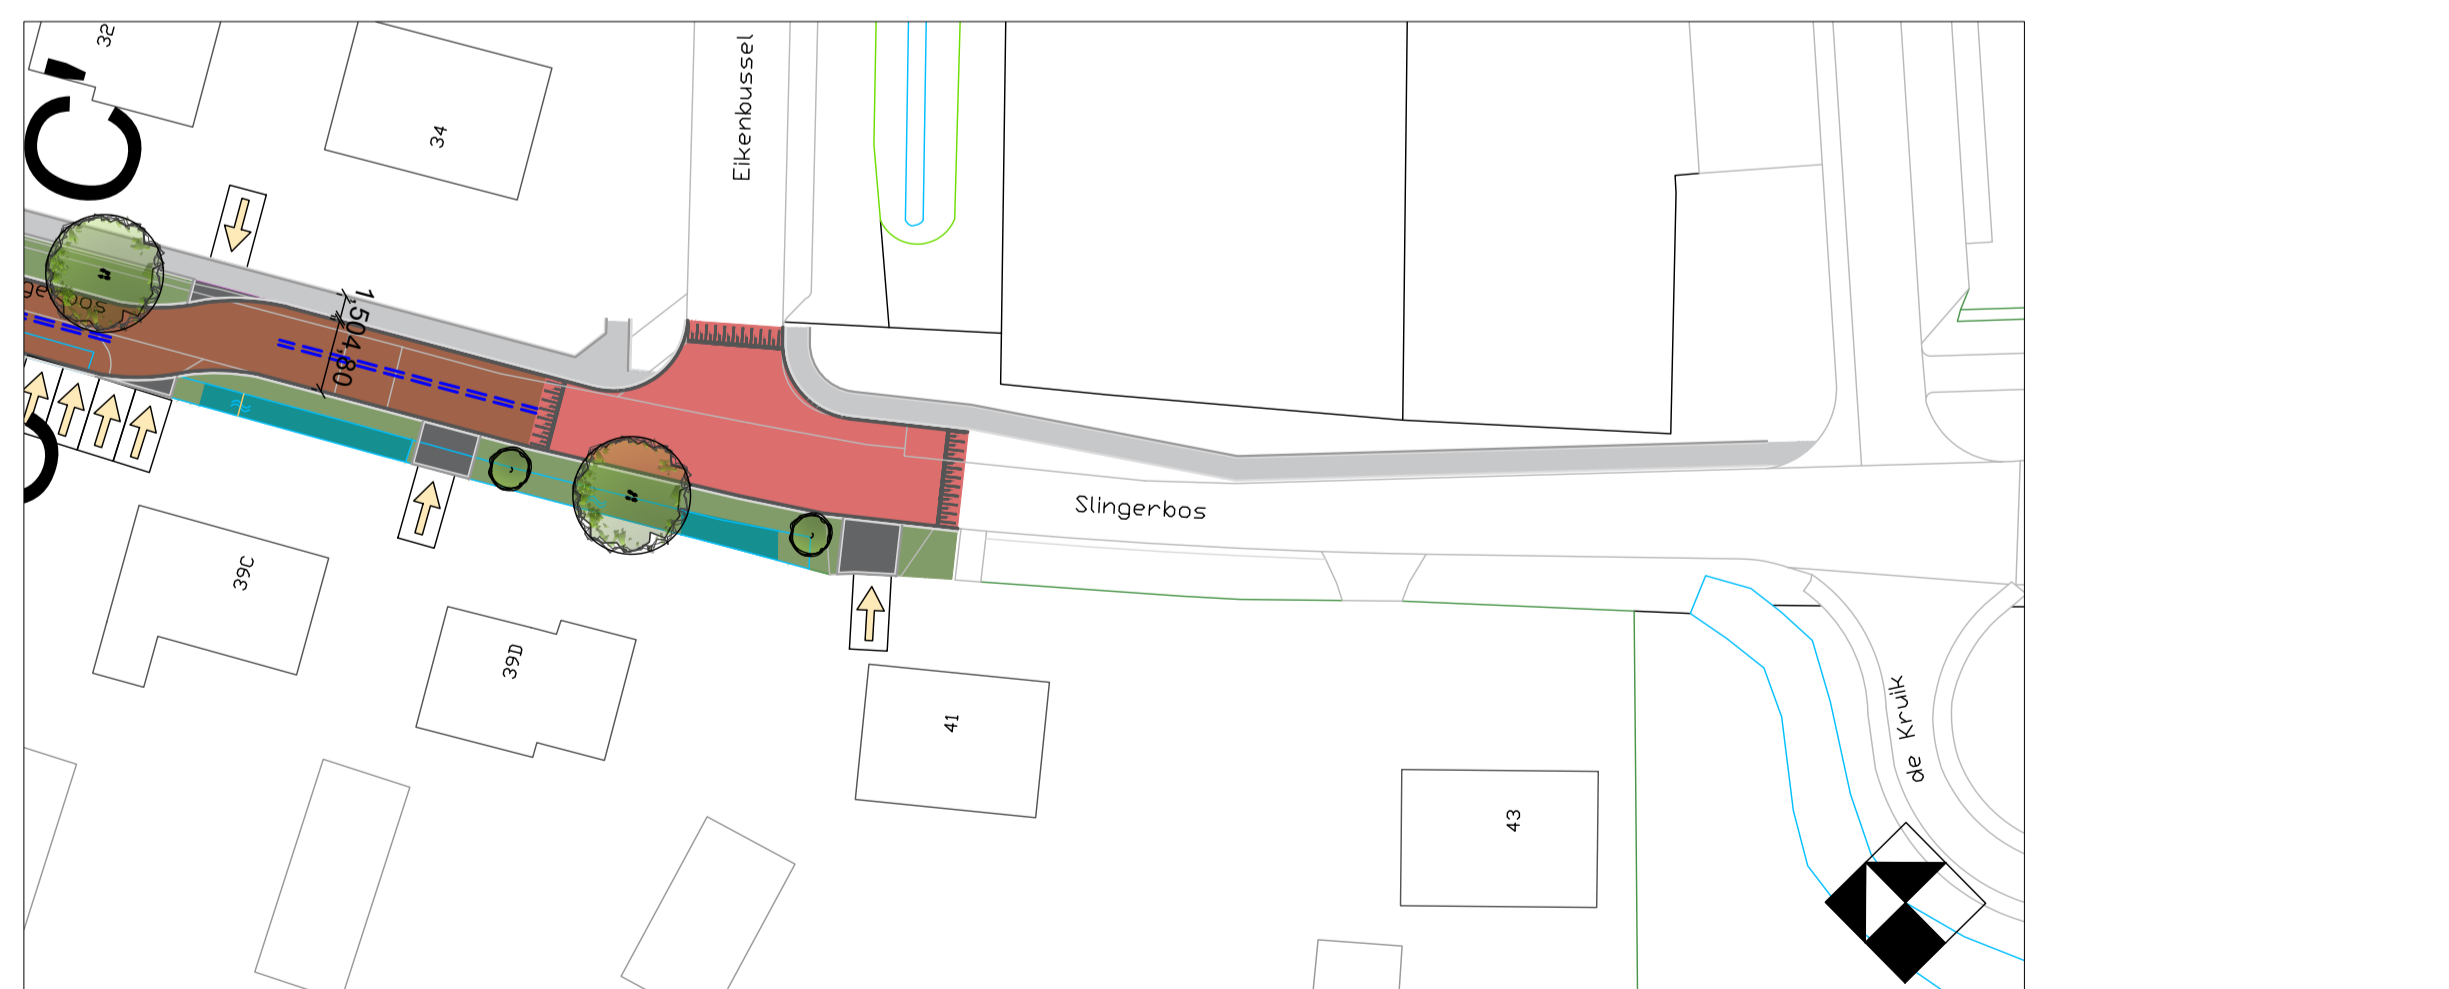 32
34
Eikenbussel
C'
1,50
4,80
Slingerbos
39C
39D
41
43
de Kruik